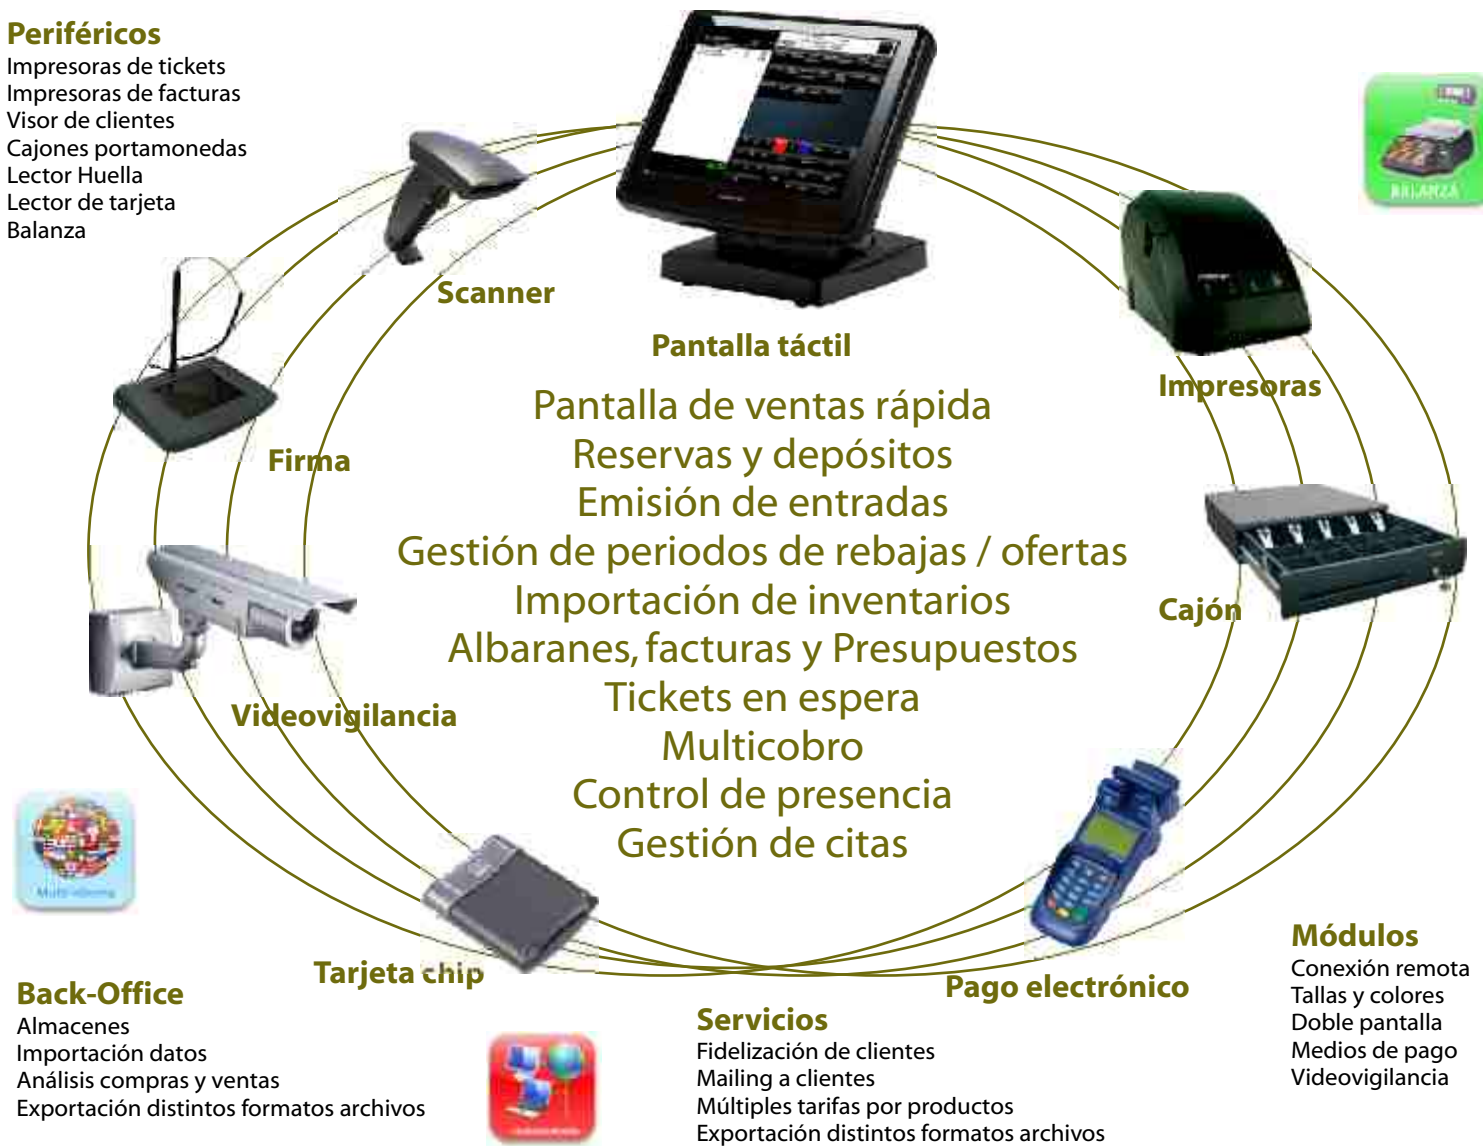 Periféricos
Impresoras de tickets
Impresoras de facturas
Visor de clientes
Cajones portamonedas
Lector Huella
Lector de tarjeta
Balanza
BALANZA
Scanner
Pantalla táctil
Impresoras
Firma
Pantalla de ventas rápida
Reservas y depósitos
Emisión de entradas
Gestión de periodos de rebajas / ofertas
Importación de inventarios
Albaranes, facturas y Presupuestos
Tickets en espera
Multicobro
Control de presencia
Gestión de citas
Cajón
Videovigilancia
Tarjeta chip
Pago electrónico
Back-Office
Almacenes
Importación datos
Análisis compras y ventas
Exportación distintos formatos archivos
Servicios
Fidelización de clientes
Mailing a clientes
Múltiples tarifas por productos
Exportación distintos formatos archivos
Módulos
Conexión remota
Tallas y colores
Doble pantalla
Medios de pago
Videovigilancia